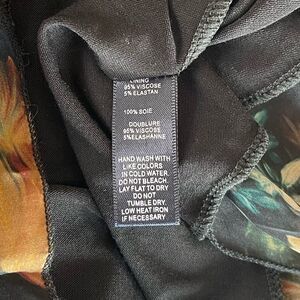 LINING
95% VISCOSE
5% ELASTAN
100% SOIE
DOUBLURE
95% VISCOSE
5%ELASHANNE
HAND WASH WITH
LIKE COLORS
IN COLD WATER.
DO NOT BLEACH.
LAY FLAT TO DRY
DO NOT
TUMBLE DRY.
LOW HEAT IRON
IF NECESSARY